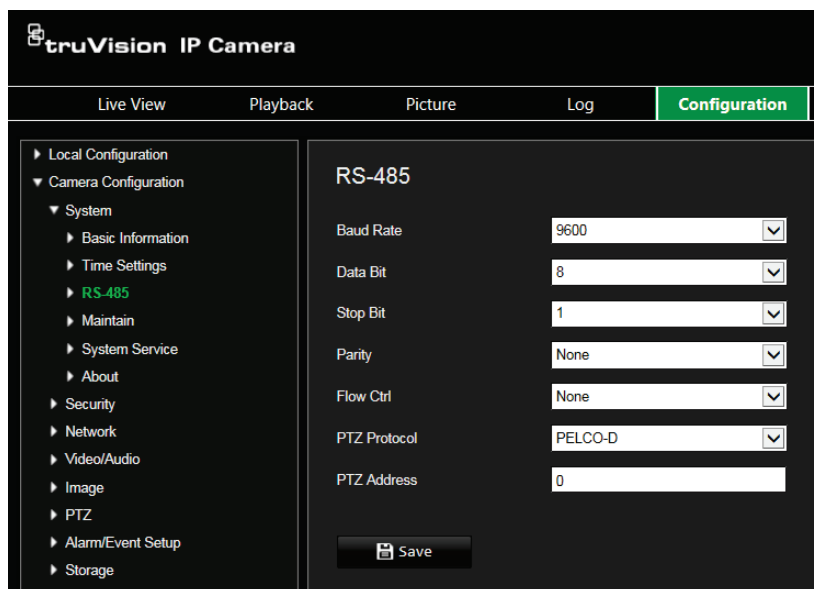 truVision IP Camera
Live View Playback Picture Log Configuration
Local Configuration
Camera Configuration
System
Basic Information
Time Settings
RS-485
Maintain
System Service
About
Security
Network
Video/Audio
Image
PTZ
Alarm/Event Setup
Storage
RS-485
Baud Rate 9600
Data Bit 8
Stop Bit 1
Parity None
Flow Ctrl None
PTZ Protocol PELCO-D
PTZ Address 0
Save